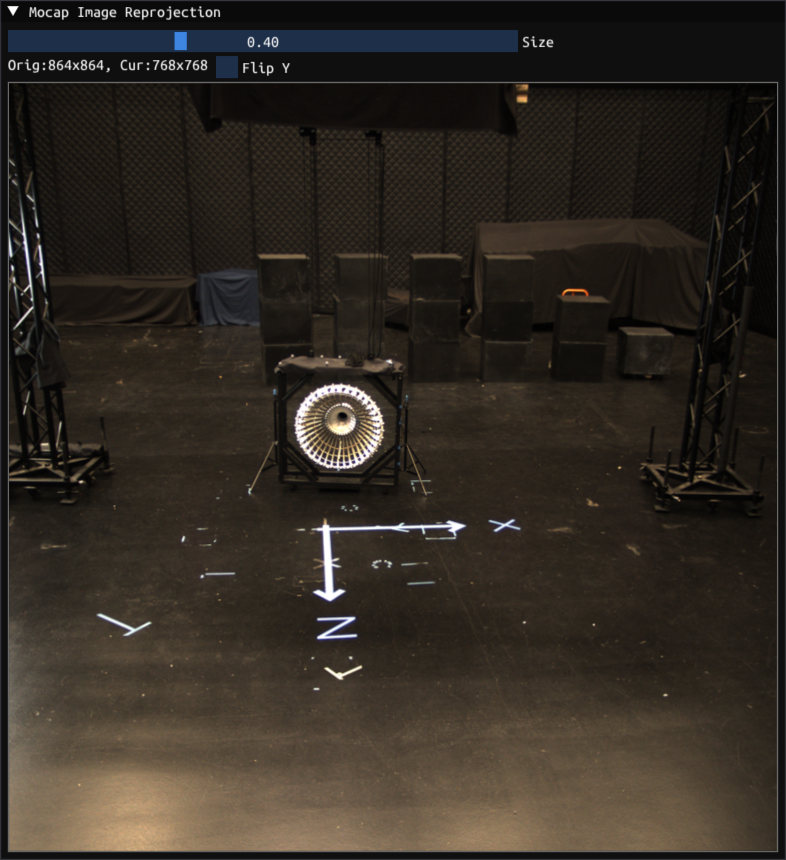 Mocap Image Reprojection
0.40 Size
Orig:864x864, Cur:768x768 Flip Y
X
Z